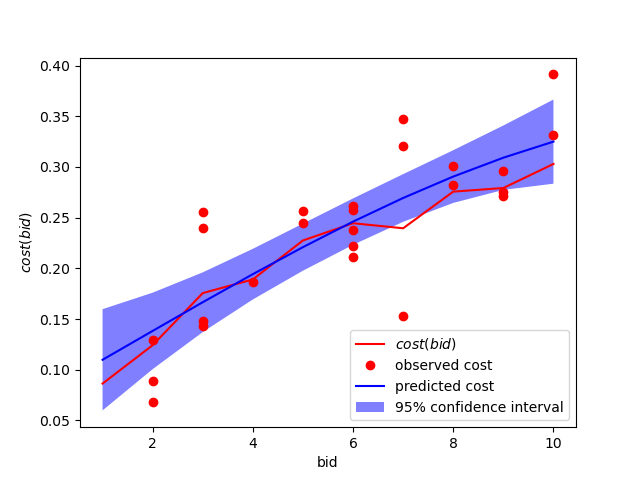 0.40
0.35
0.30
0.25
0.20
0.15
0.10
0.05
cost(bid)
cost(bid)
observed cost
predicted cost
95% confidence interval
2 4 6 8 10
bid